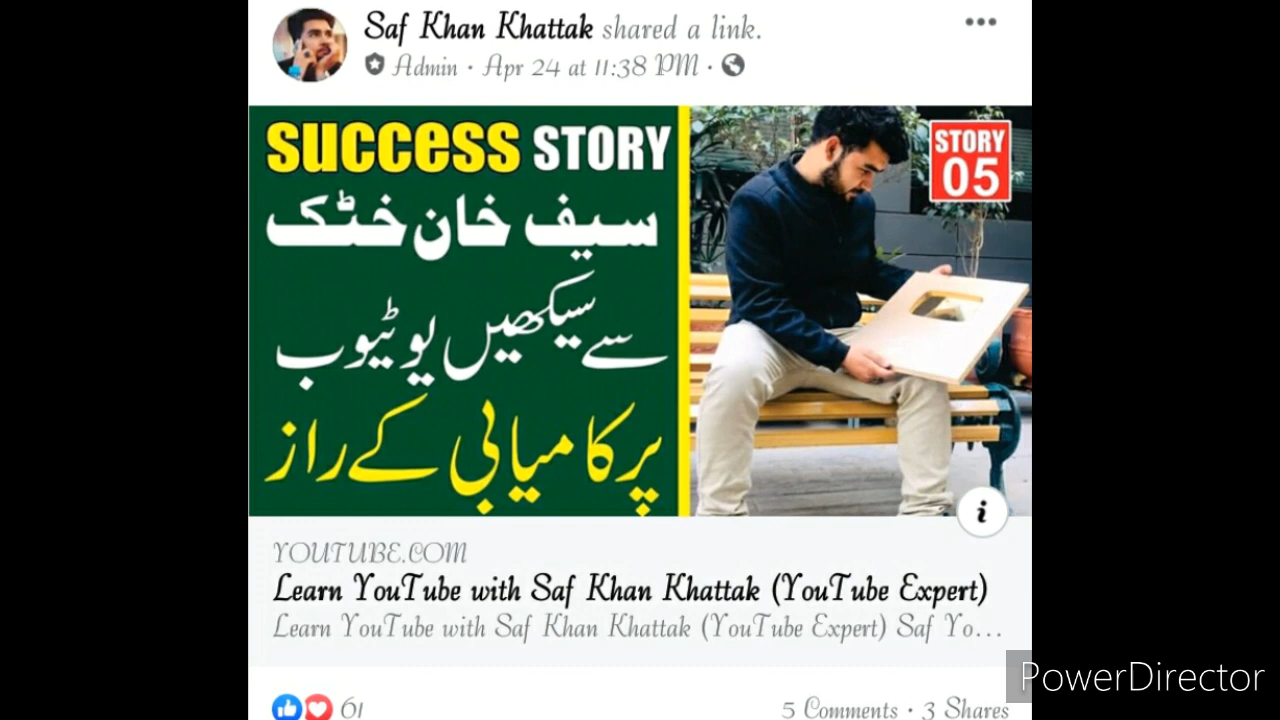 Saf Khan Khattak shared a link.
Admin · Apr 24 at 11:38 PM ·
SUCCESS STORY
سیف خان خٹک
سے سیکھیں یوٹیوب
پر کامیابی کے راز
STORY
05
i
YOUTUBE.COM
Learn YouTube with Saf Khan Khattak (YouTube Expert)
Learn YouTube with Saf Khan Khattak (YouTube Expert) Saf Yo...
PowerDirector
61
5 Comments · 3 Shares